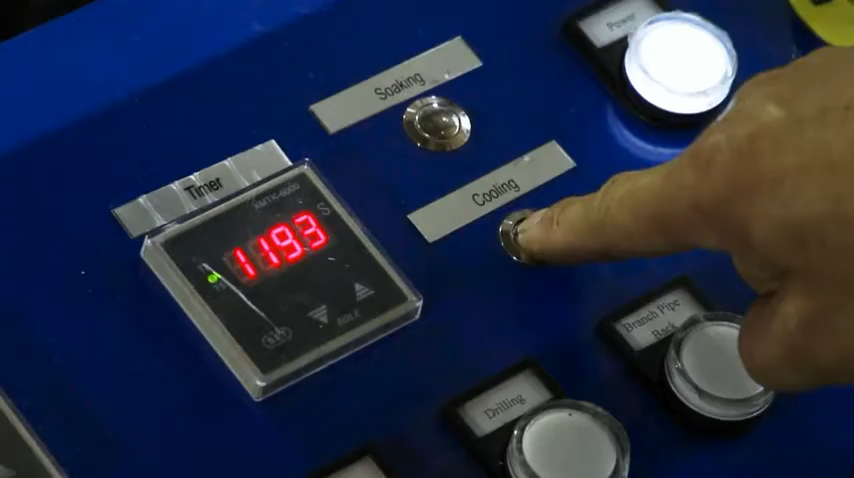 Power
Soaking
Cooling
Timer
S
1193
Branch Pipe
Back
Drilling